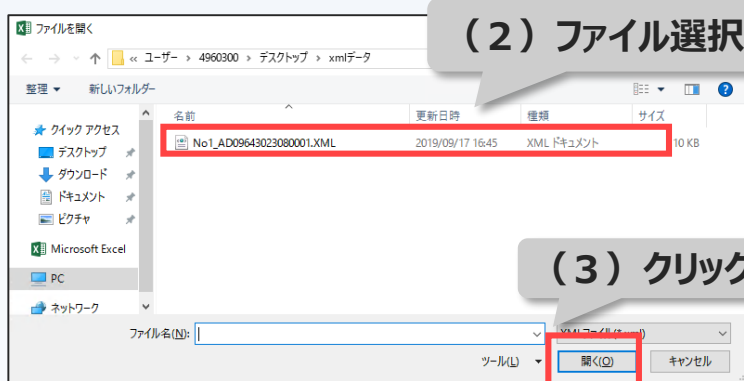 ファイルを開く
（2）ファイル選択
« ユーザー › 4960300 › デスクトップ › xmlデータ
整理 新しいフォルダー
名前 更新日時 種類 サイズ
No1_AD09643023080001.XML 2019/09/17 16:45 XML ドキュメント 10 KB
クイック アクセス
デスクトップ
ダウンロード
ドキュメント
ピクチャ
Microsoft Excel
PC
ネットワーク
（3）クリック
ファイル名(N):
ツール(L) 開く(O) キャンセル